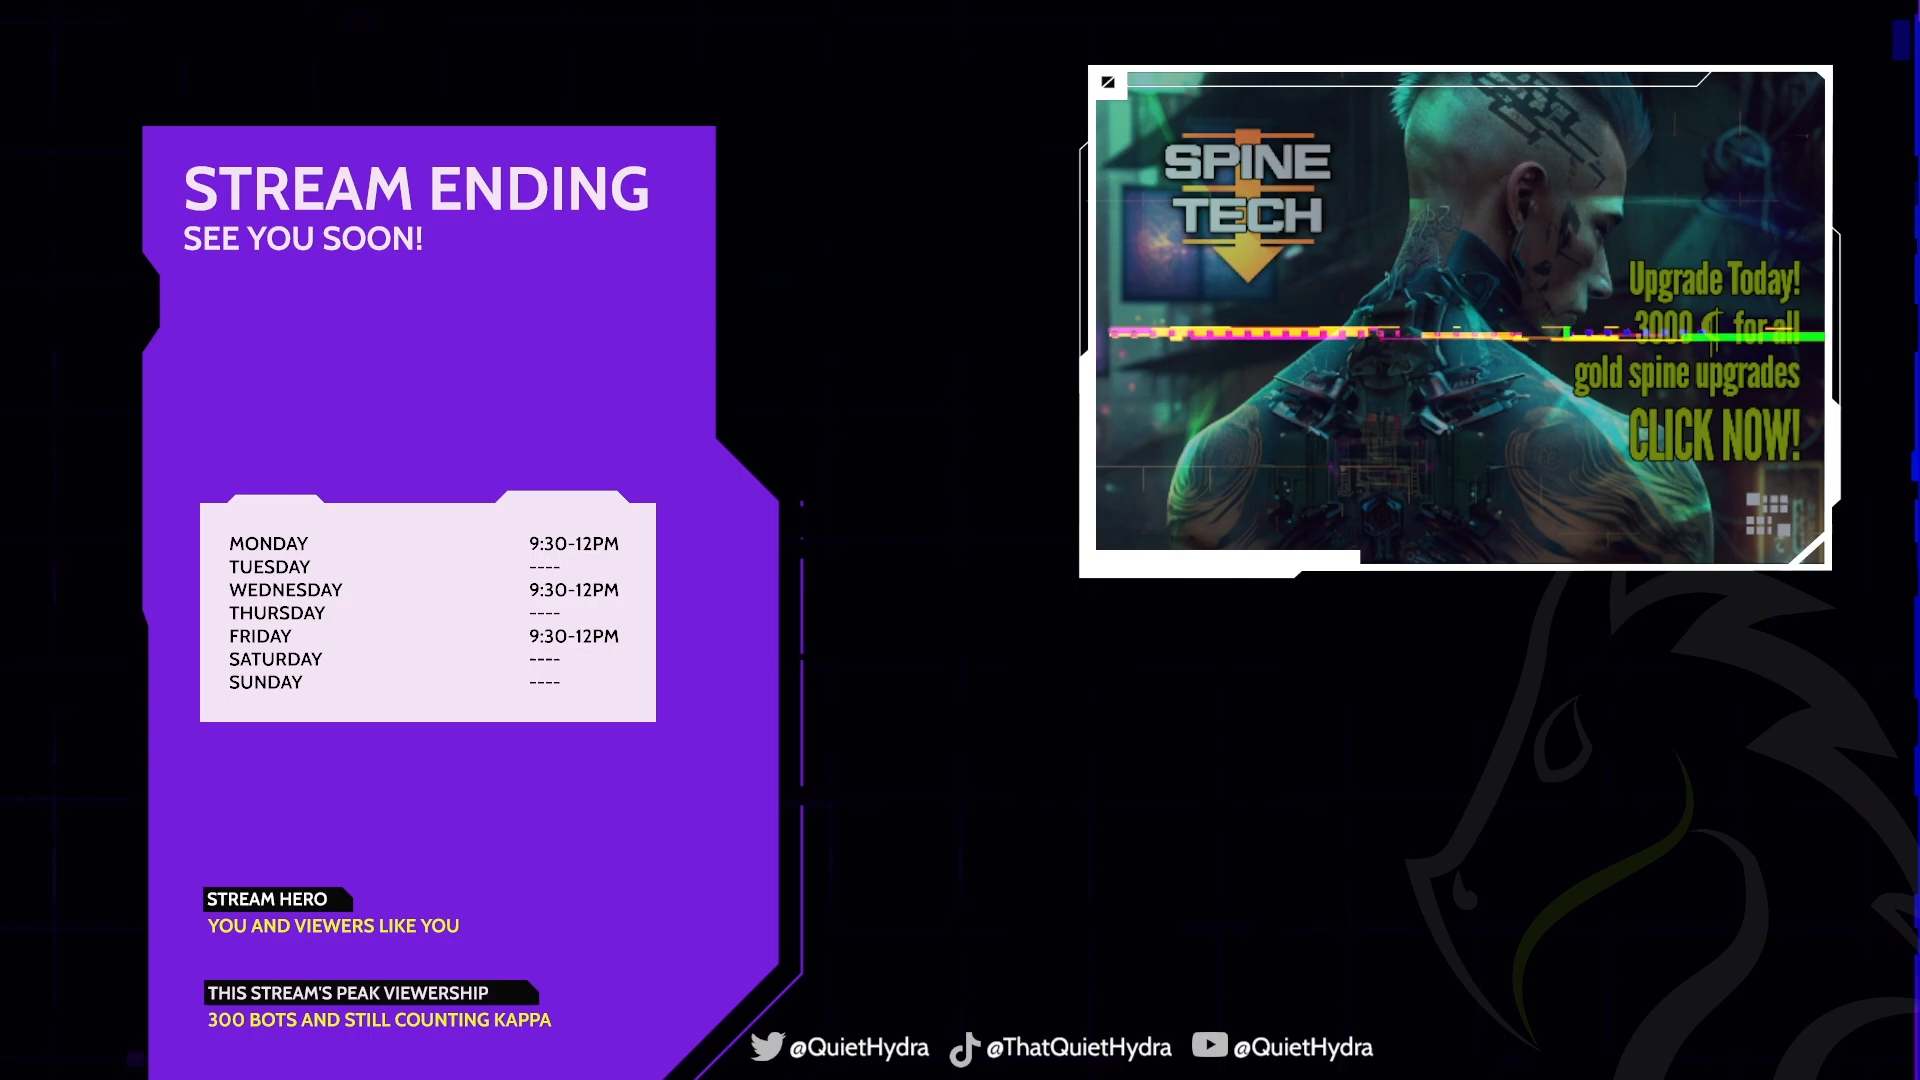 STREAM ENDING
SEE YOU SOON!
MONDAY 9:30-12PM
TUESDAY ----
WEDNESDAY 9:30-12PM
THURSDAY ----
FRIDAY 9:30-12PM
SATURDAY ----
SUNDAY ----
STREAM HERO
YOU AND VIEWERS LIKE YOU
THIS STREAM'S PEAK VIEWERSHIP
300 BOTS AND STILL COUNTING KAPPA
SPINE
TECH
Upgrade Today!
3000 ₵ for all
gold spine upgrades
CLICK NOW!
@QuietHydra @ThatQuietHydra @QuietHydra